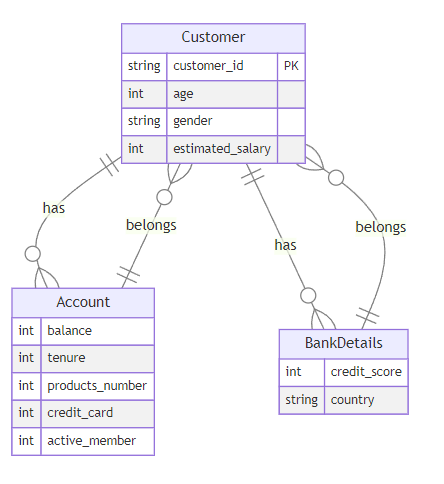 Customer
string customer_id PK
int age
string gender
int estimated_salary
has
belongs
has
belongs
Account
int balance
int tenure
int products_number
int credit_card
int active_member
BankDetails
int credit_score
string country